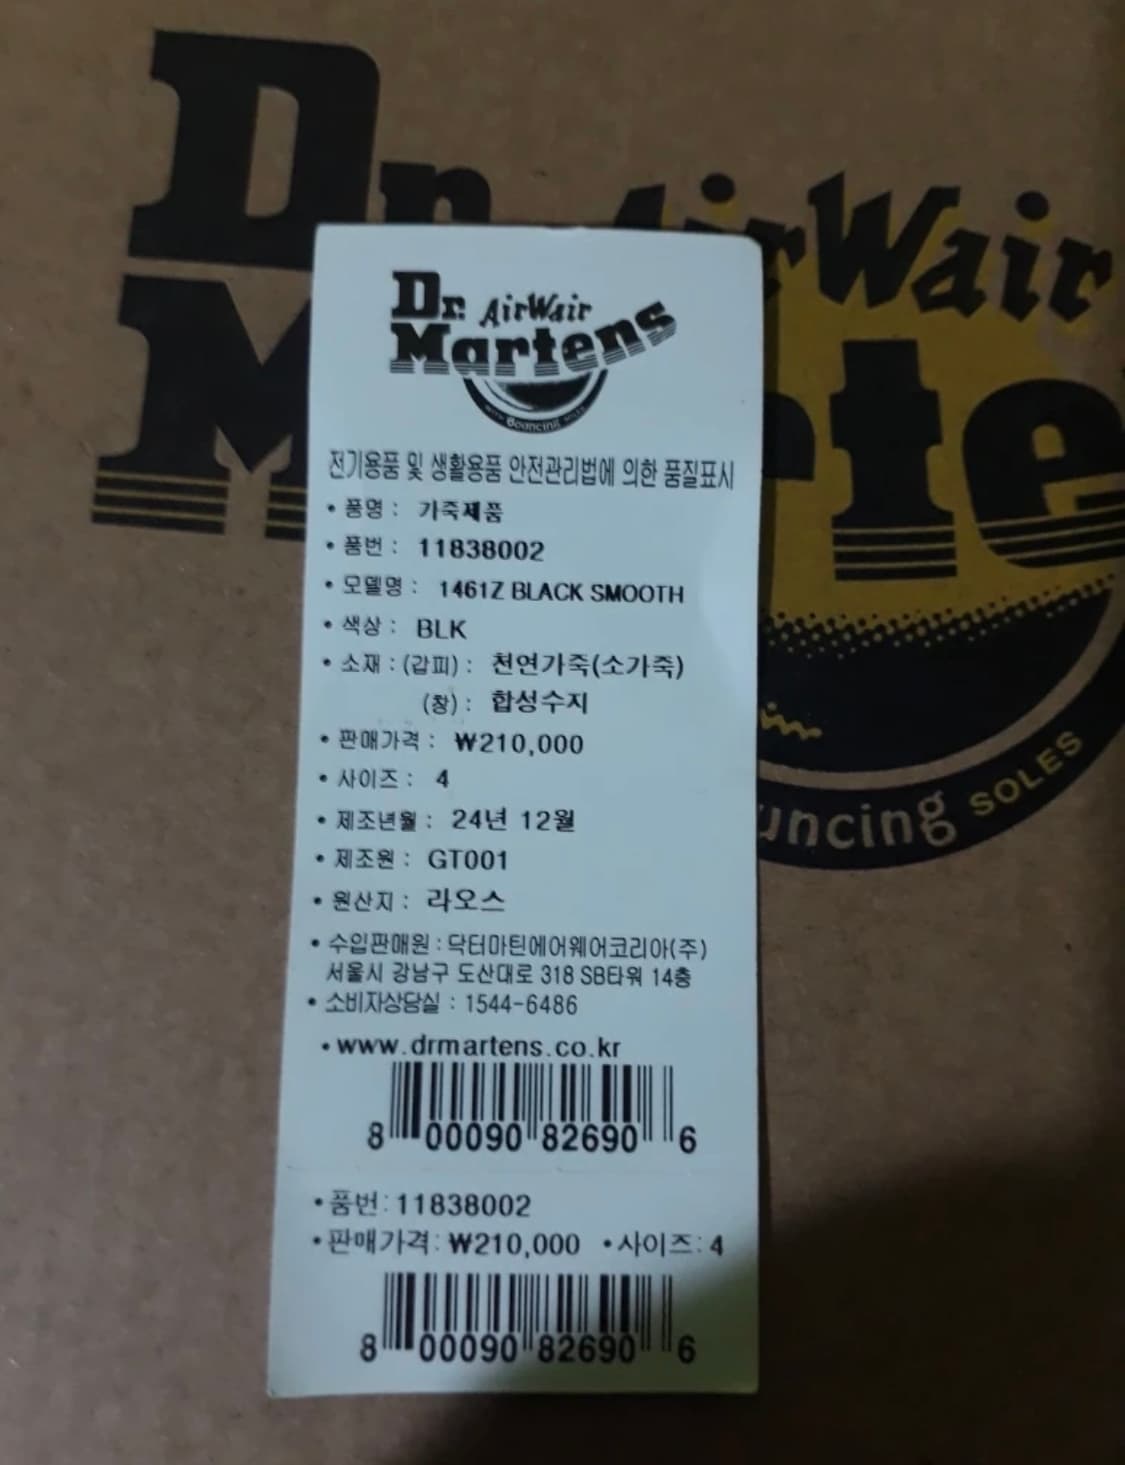 Dr.
AirWair
Dr. AirWair
Martens
WITH Bouncing SOLES
전기용품 및 생활용품 안전관리법에 의한 품질표시
• 품명 : 가죽제품
• 품번 : 11838002
• 모델명 : 1461Z BLACK SMOOTH
• 색상 : BLK
• 소재 : (갑피) : 천연가죽(소가죽)
(창) : 합성수지
• 판매가격 : ₩210,000
• 사이즈 : 4
• 제조년월 : 24년 12월
• 제조원 : GT001
• 원산지 : 라오스
• 수입판매원 : 닥터마틴에어웨어코리아(주)
서울시 강남구 도산대로 318 SB타워 14층
• 소비자상담실 : 1544-6486
• www.drmartens.co.kr
8 00090 82690 6
• 품번 : 11838002
• 판매가격 : ₩210,000 • 사이즈 : 4
8 00090 82690 6
SOLES